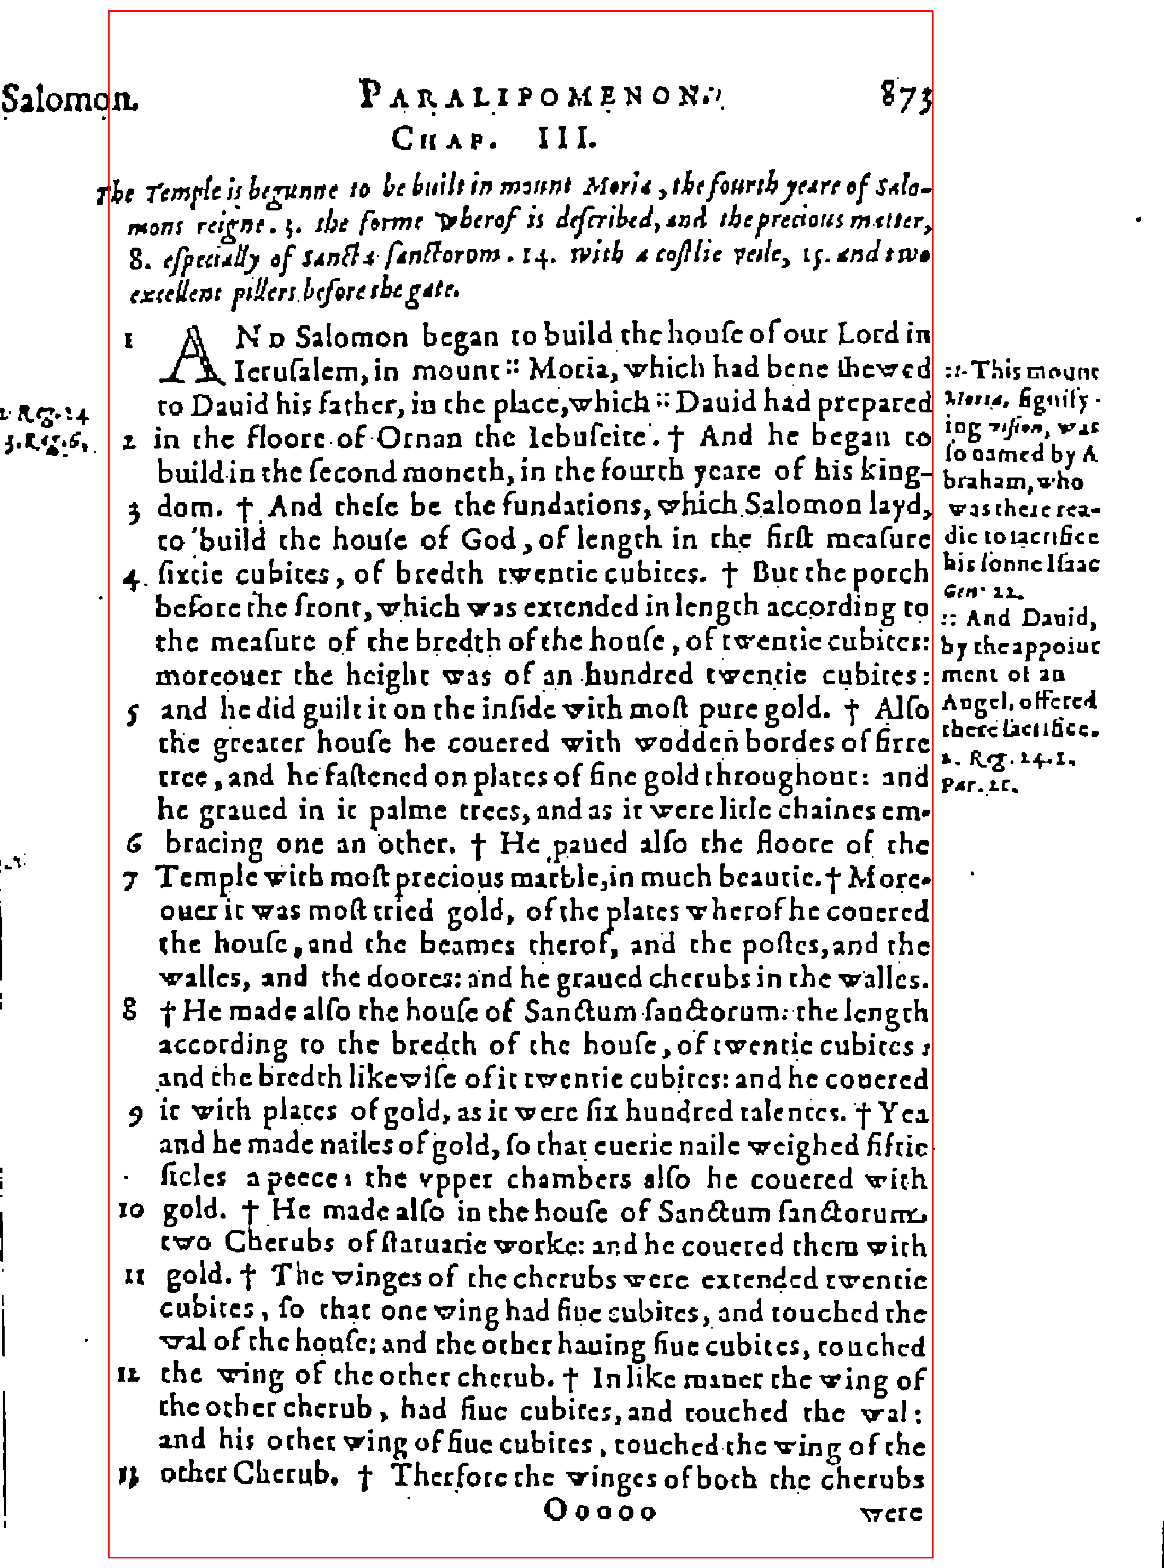 Salomon. PARALIPOMENON. 873
CHAP. III.
The Temple is begunne to be built in mount Moria, the fourth yeare of Salo-
mons reigne. 3. the forme wherof is described, and the precious matter,
8. especially of Sancta sanctorom. 14. with a costlie veile, 15. and two
excellent pillers before the gate.
1 AND Salomon began to build the house of our Lord in
Ierusalem, in mount :: Moria, which had bene shewed
to Dauid his father, in the place, which :: Dauid had prepared
2 in the floore of Ornan the Iebuseite. † And he began to
build in the second moneth, in the fourth yeare of his king-
3 dom. † And these be the fundations, which Salomon layd,
to build the house of God, of length in the first measure
4. sixtie cubites, of bredth twentie cubites. † But the porch
before the front, which was extended in length according to
the measure of the bredth of the house, of twentie cubites:
moreouer the height was of an hundred twentie cubites:
5 and he did guilt it on the inside with most pure gold. † Also
the greater house he couered with wodden bordes of firre
tree, and he fastened on plates of fine gold throughout: and
he graued in it palme trees, and as it were litle chaines em-
6 bracing one an other. † He paued also the floore of the
7 Temple with most precious marble, in much beautie. † More-
ouer it was most tried gold, of the plates wherof he couered
the house, and the beames therof, and the postes, and the
walles, and the doores: and he graued cherubs in the walles.
8 † He made also the house of Sanctum sanctorum: the length
according to the bredth of the house, of twentie cubites:
and the bredth likewise of it twentie cubites: and he couered
9 it with plates of gold, as it were six hundred talentes. † Yea
and he made nailes of gold, so that euerie naile weighed fiftie
sicles a peece: the vpper chambers also he couered with
10 gold. † He made also in the house of Sanctum sanctorum,
two Cherubs of statuarie worke: and he couered them with
11 gold. † The winges of the cherubs were extended twentie
cubites, so that one wing had fiue cubites, and touched the
wal of the house: and the other hauing fiue cubites, touched
12 the wing of the other cherub. † In like maner the wing of
the other cherub, had fiue cubites, and touched the wal:
and his other wing of fiue cubites, touched the wing of the
13 other Cherub. † Therfore the winges of both the cherubs
Ooooo were
2. Reg. 24
3. Reg. 6.
:: This mount
Moria, signify-
ing vision, was
so named by A
braham, who
was there rea-
die to sacrifice
his sonne Isaac
Gen. 22.
:: And Dauid,
by the appoint
ment of an
Angel, offered
there sacrifice.
2. Reg. 24. 1.
Par. 21.